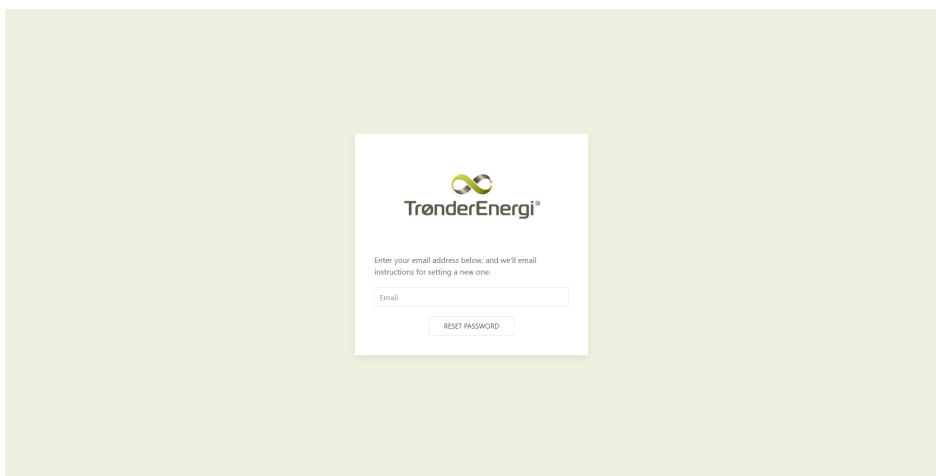 TrønderEnergi®
Enter your email address below, and we'll email
instructions for setting a new one.
Email
RESET PASSWORD